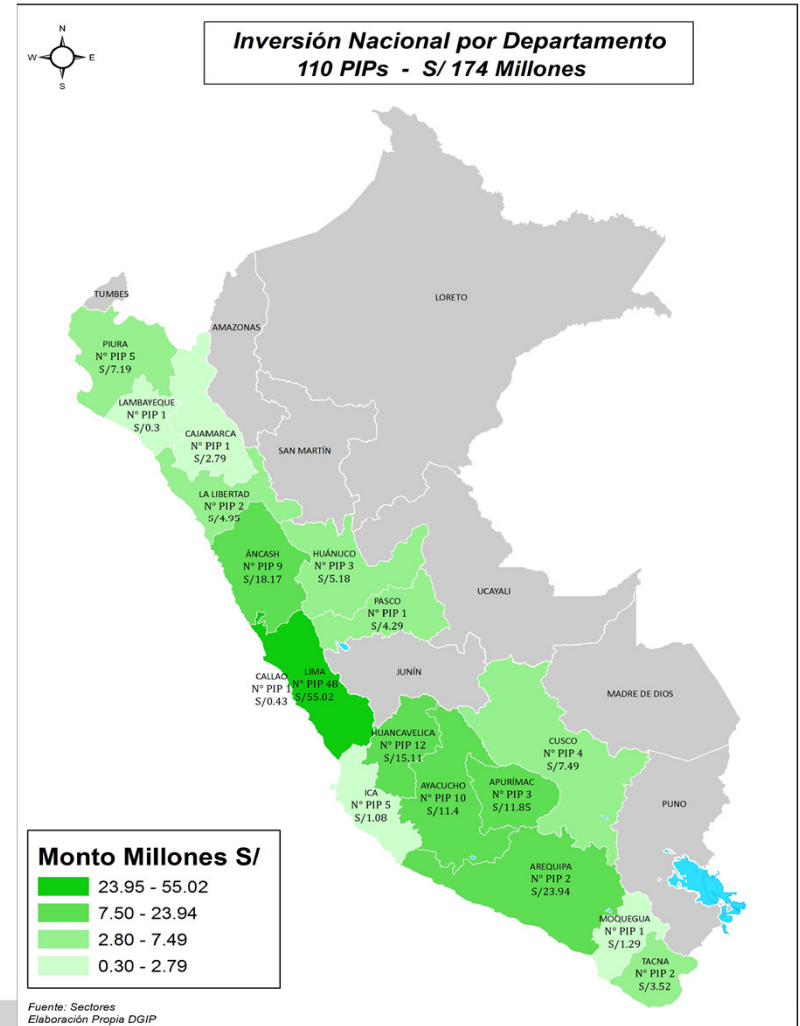 Inversión Nacional por Departamento
110 PIPs - S/ 174 Millones
N
W
E
S
TUMBES
LORETO
AMAZONAS
PIURA
N° PIP 5
S/7.19
LAMBAYEQUE
N° PIP 1
S/0.3
CAJAMARCA
N° PIP 1
S/2.79
SAN MARTÍN
LA LIBERTAD
N° PIP 2
S/4.95
ÁNCASH
N° PIP 9
S/18.17
HUÁNUCO
N° PIP 3
S/5.18
PASCO
N° PIP 1
S/4.29
UCAYALI
CALLAO
N° PIP 1
S/0.43
LIMA
N° PIP 48
S/55.02
JUNÍN
MADRE DE DIOS
HUANCAVELICA
N° PIP 12
S/15.11
CUSCO
N° PIP 4
S/7.49
ICA
N° PIP 5
S/1.08
AYACUCHO
N° PIP 10
S/11.4
APURÍMAC
N° PIP 3
S/11.85
PUNO
AREQUIPA
N° PIP 2
S/23.94
MOQUEGUA
N° PIP 1
S/1.29
TACNA
N° PIP 2
S/3.52
Monto Millones S/
23.95 - 55.02
7.50 - 23.94
2.80 - 7.49
0.30 - 2.79
Fuente: Sectores
Elaboración Propia DGIP